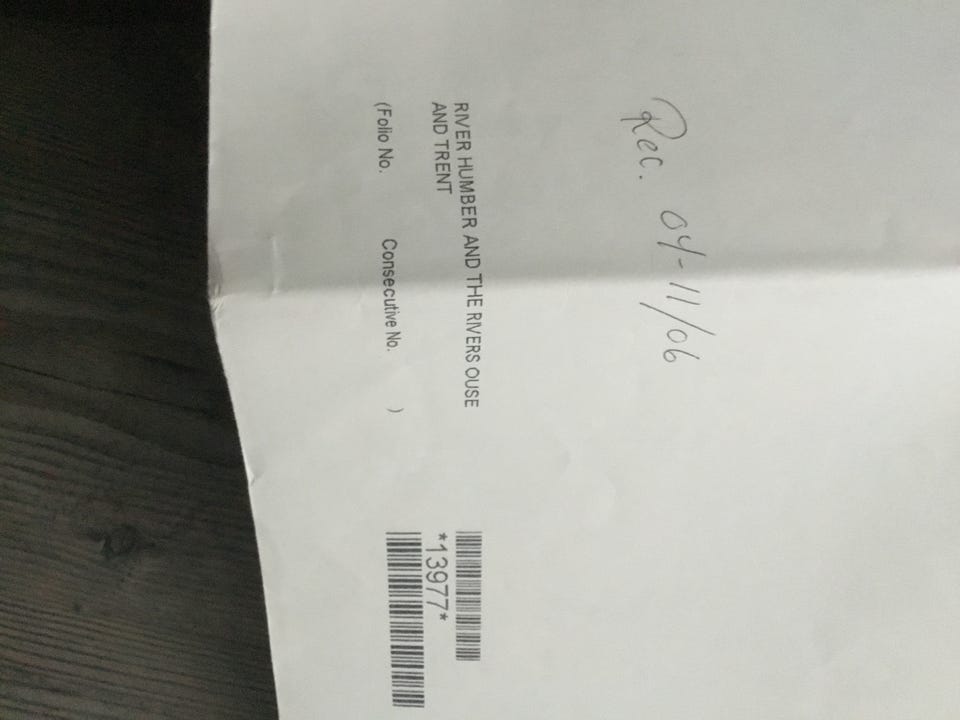 Rec. 04-11/06
RIVER HUMBER AND THE RIVERS OUSE
AND TRENT
*13977*
(Folio No. Consecutive No. )